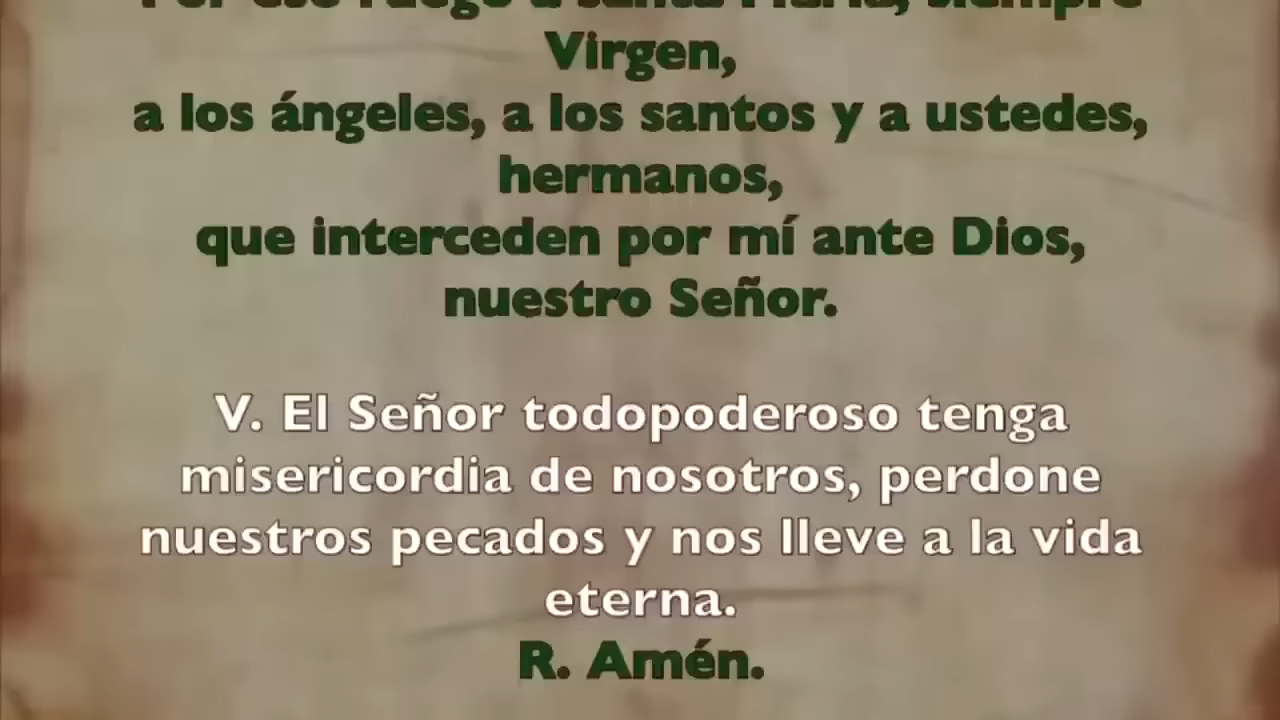 Por eso ruego a santa María, siempre
Virgen,
a los ángeles, a los santos y a ustedes,
hermanos,
que interceden por mí ante Dios,
nuestro Señor.
V. El Señor todopoderoso tenga
misericordia de nosotros, perdone
nuestros pecados y nos lleve a la vida
eterna.
R. Amén.